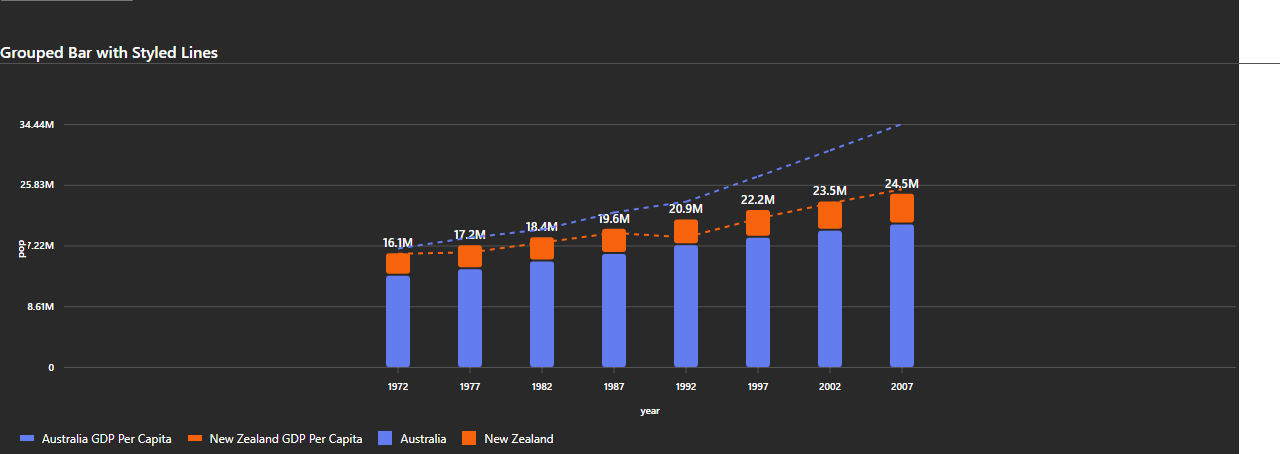 Grouped Bar with Styled Lines
34.44M
25.83M
17.22M
8.61M
0
pop
16.1M
17.2M
18.4M
19.6M
20.9M
22.2M
23.5M
24.5M
1972 1977 1982 1987 1992 1997 2002 2007
year
Australia GDP Per Capita New Zealand GDP Per Capita Australia New Zealand